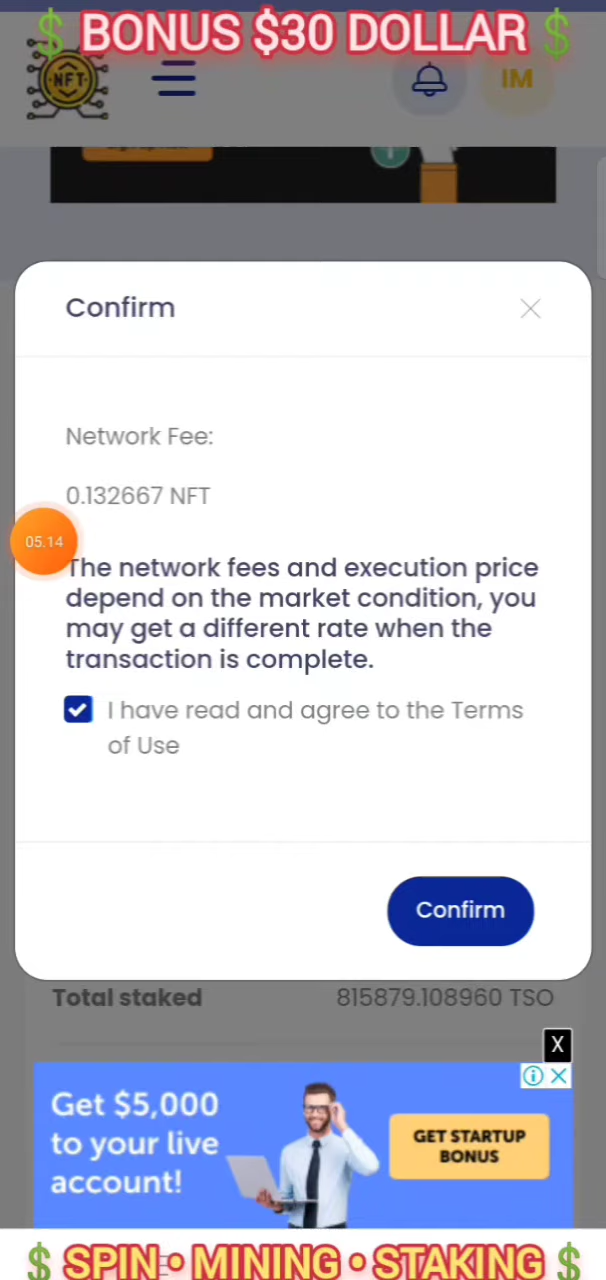 $ BONUS $30 DOLLAR $
NFT
IM
Confirm
Network Fee:
0.132667 NFT
05.14
The network fees and execution price
depend on the market condition, you
may get a different rate when the
transaction is complete.
I have read and agree to the Terms
of Use
Confirm
Total staked 815879.108960 TSO
X
Get $5,000
to your live
account!
GET STARTUP
BONUS
$ SPIN • MINING • STAKING $